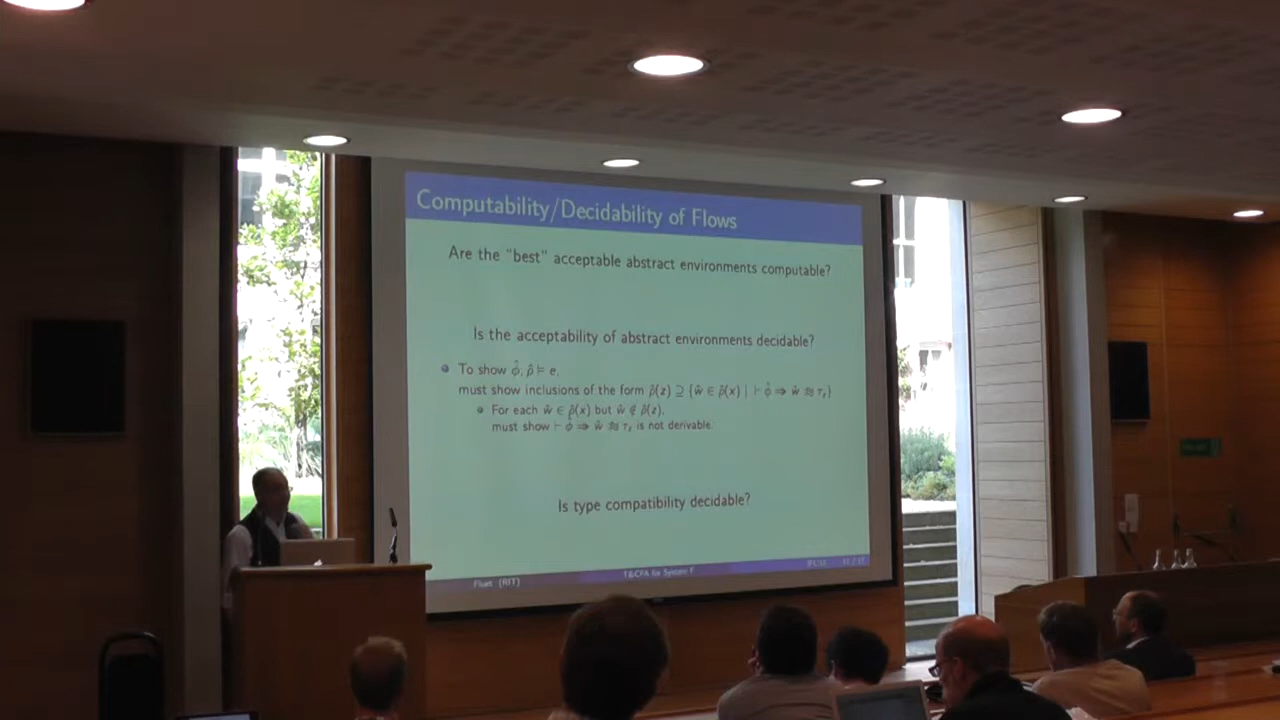 Computability/Decidability of Flows
Are the "best" acceptable abstract environments computable?
Is the acceptability of abstract environments decidable?
To show φ̂, ρ̂ ⊨ e,
must show inclusions of the form ρ̂(z) ⊇ {ŵ ∈ ρ̂(x) | ⊢ φ̂ ⇒ ŵ ≋ τz}
For each ŵ ∈ ρ̂(x) but ŵ ∉ ρ̂(z),
must show ⊢ φ̂ ⇒ ŵ ≋ τz is not derivable.
Is type compatibility decidable?
Fluet (RIT)
T&CFA for System F